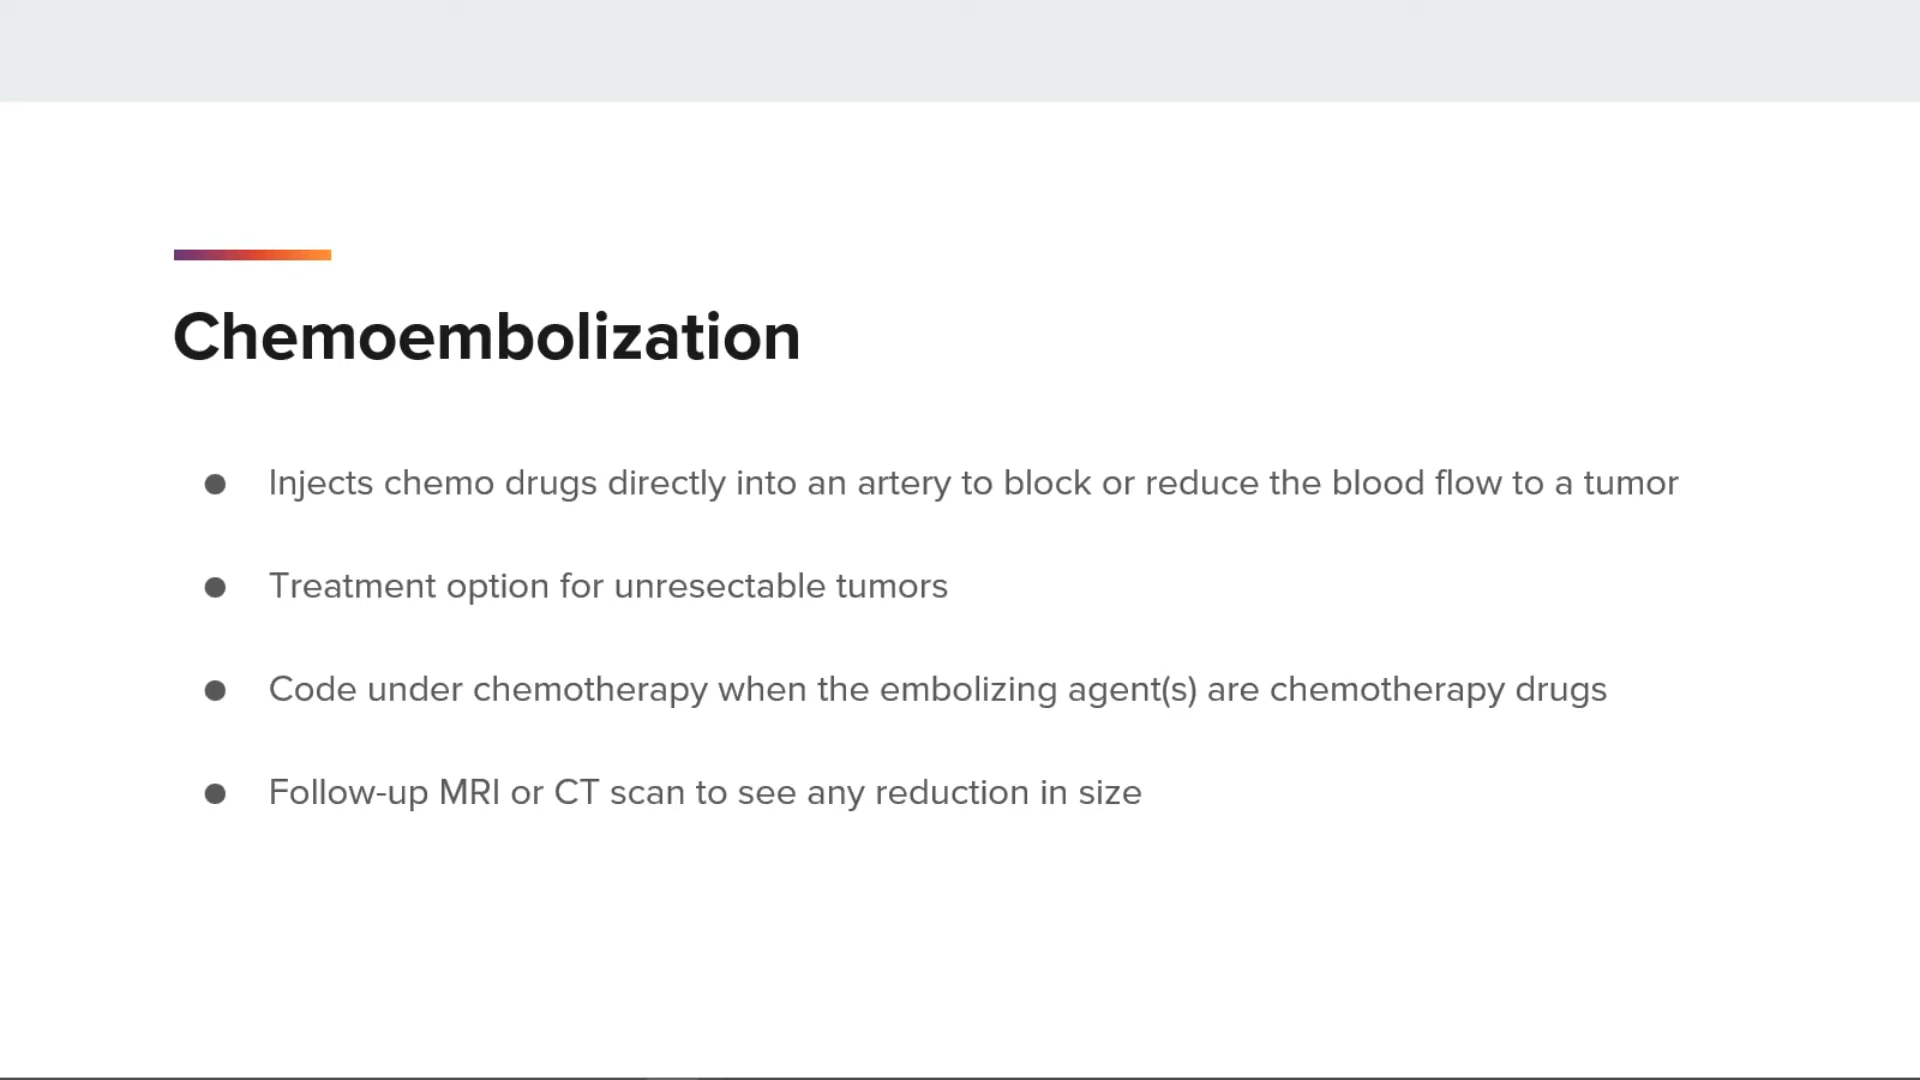 Chemoembolization
● Injects chemo drugs directly into an artery to block or reduce the blood flow to a tumor
● Treatment option for unresectable tumors
● Code under chemotherapy when the embolizing agent(s) are chemotherapy drugs
● Follow-up MRI or CT scan to see any reduction in size